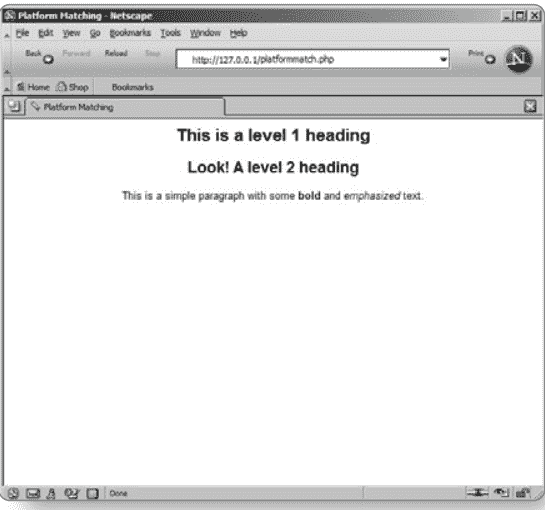 Platform Matching - Netscape
File Edit View Go Bookmarks Tools Window Help
Back Forward Reload Stop http://127.0.0.1/platformmatch.php Print N
Home Shop Bookmarks
Platform Matching
This is a level 1 heading
Look! A level 2 heading
This is a simple paragraph with some bold and emphasized text.
Done